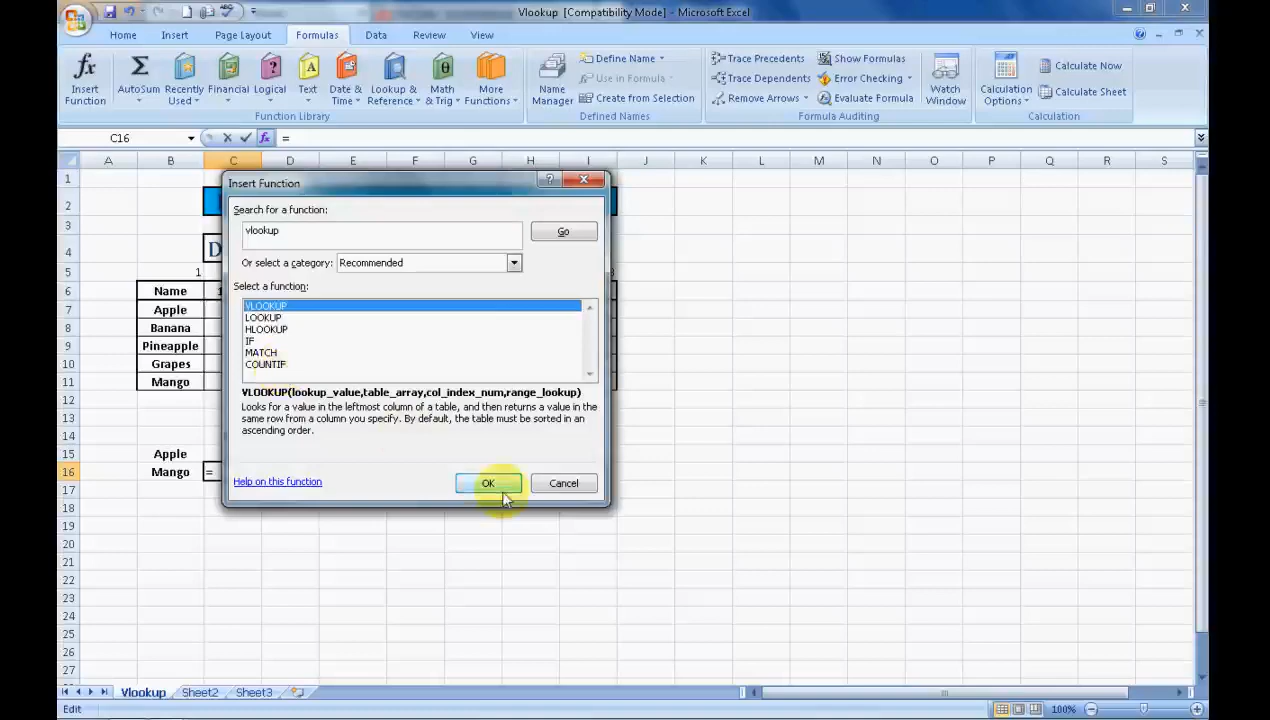 Vlookup [Compatibility Mode] - Microsoft Excel
Home Insert Page Layout Formulas Data Review View
Insert Function
AutoSum
Recently Used
Financial
Logical
Text
Date & Time
Lookup & Reference
Math & Trig
More Functions
Function Library
Name Manager
Define Name
Use in Formula
Create from Selection
Defined Names
Trace Precedents
Trace Dependents
Remove Arrows
Show Formulas
Error Checking
Evaluate Formula
Formula Auditing
Watch Window
Calculation Options
Calculate Now
Calculate Sheet
Calculation
C16 fx =
A B C D E F G H I J K L M N O P Q R S
1
2
3
4 D
5 1
6 Name
7 Apple
8 Banana
9 Pineapple
10 Grapes
11 Mango
12
13
14
15 Apple
16 Mango =
17
18
19
20
21
22
23
24
25
26
27
Insert Function
Search for a function:
vlookup
Go
Or select a category: Recommended
Select a function:
VLOOKUP
LOOKUP
HLOOKUP
IF
MATCH
COUNTIF
VLOOKUP(lookup_value,table_array,col_index_num,range_lookup)
Looks for a value in the leftmost column of a table, and then returns a value in the
same row from a column you specify. By default, the table must be sorted in an
ascending order.
Help on this function
OK Cancel
Vlookup Sheet2 Sheet3
Edit 100%